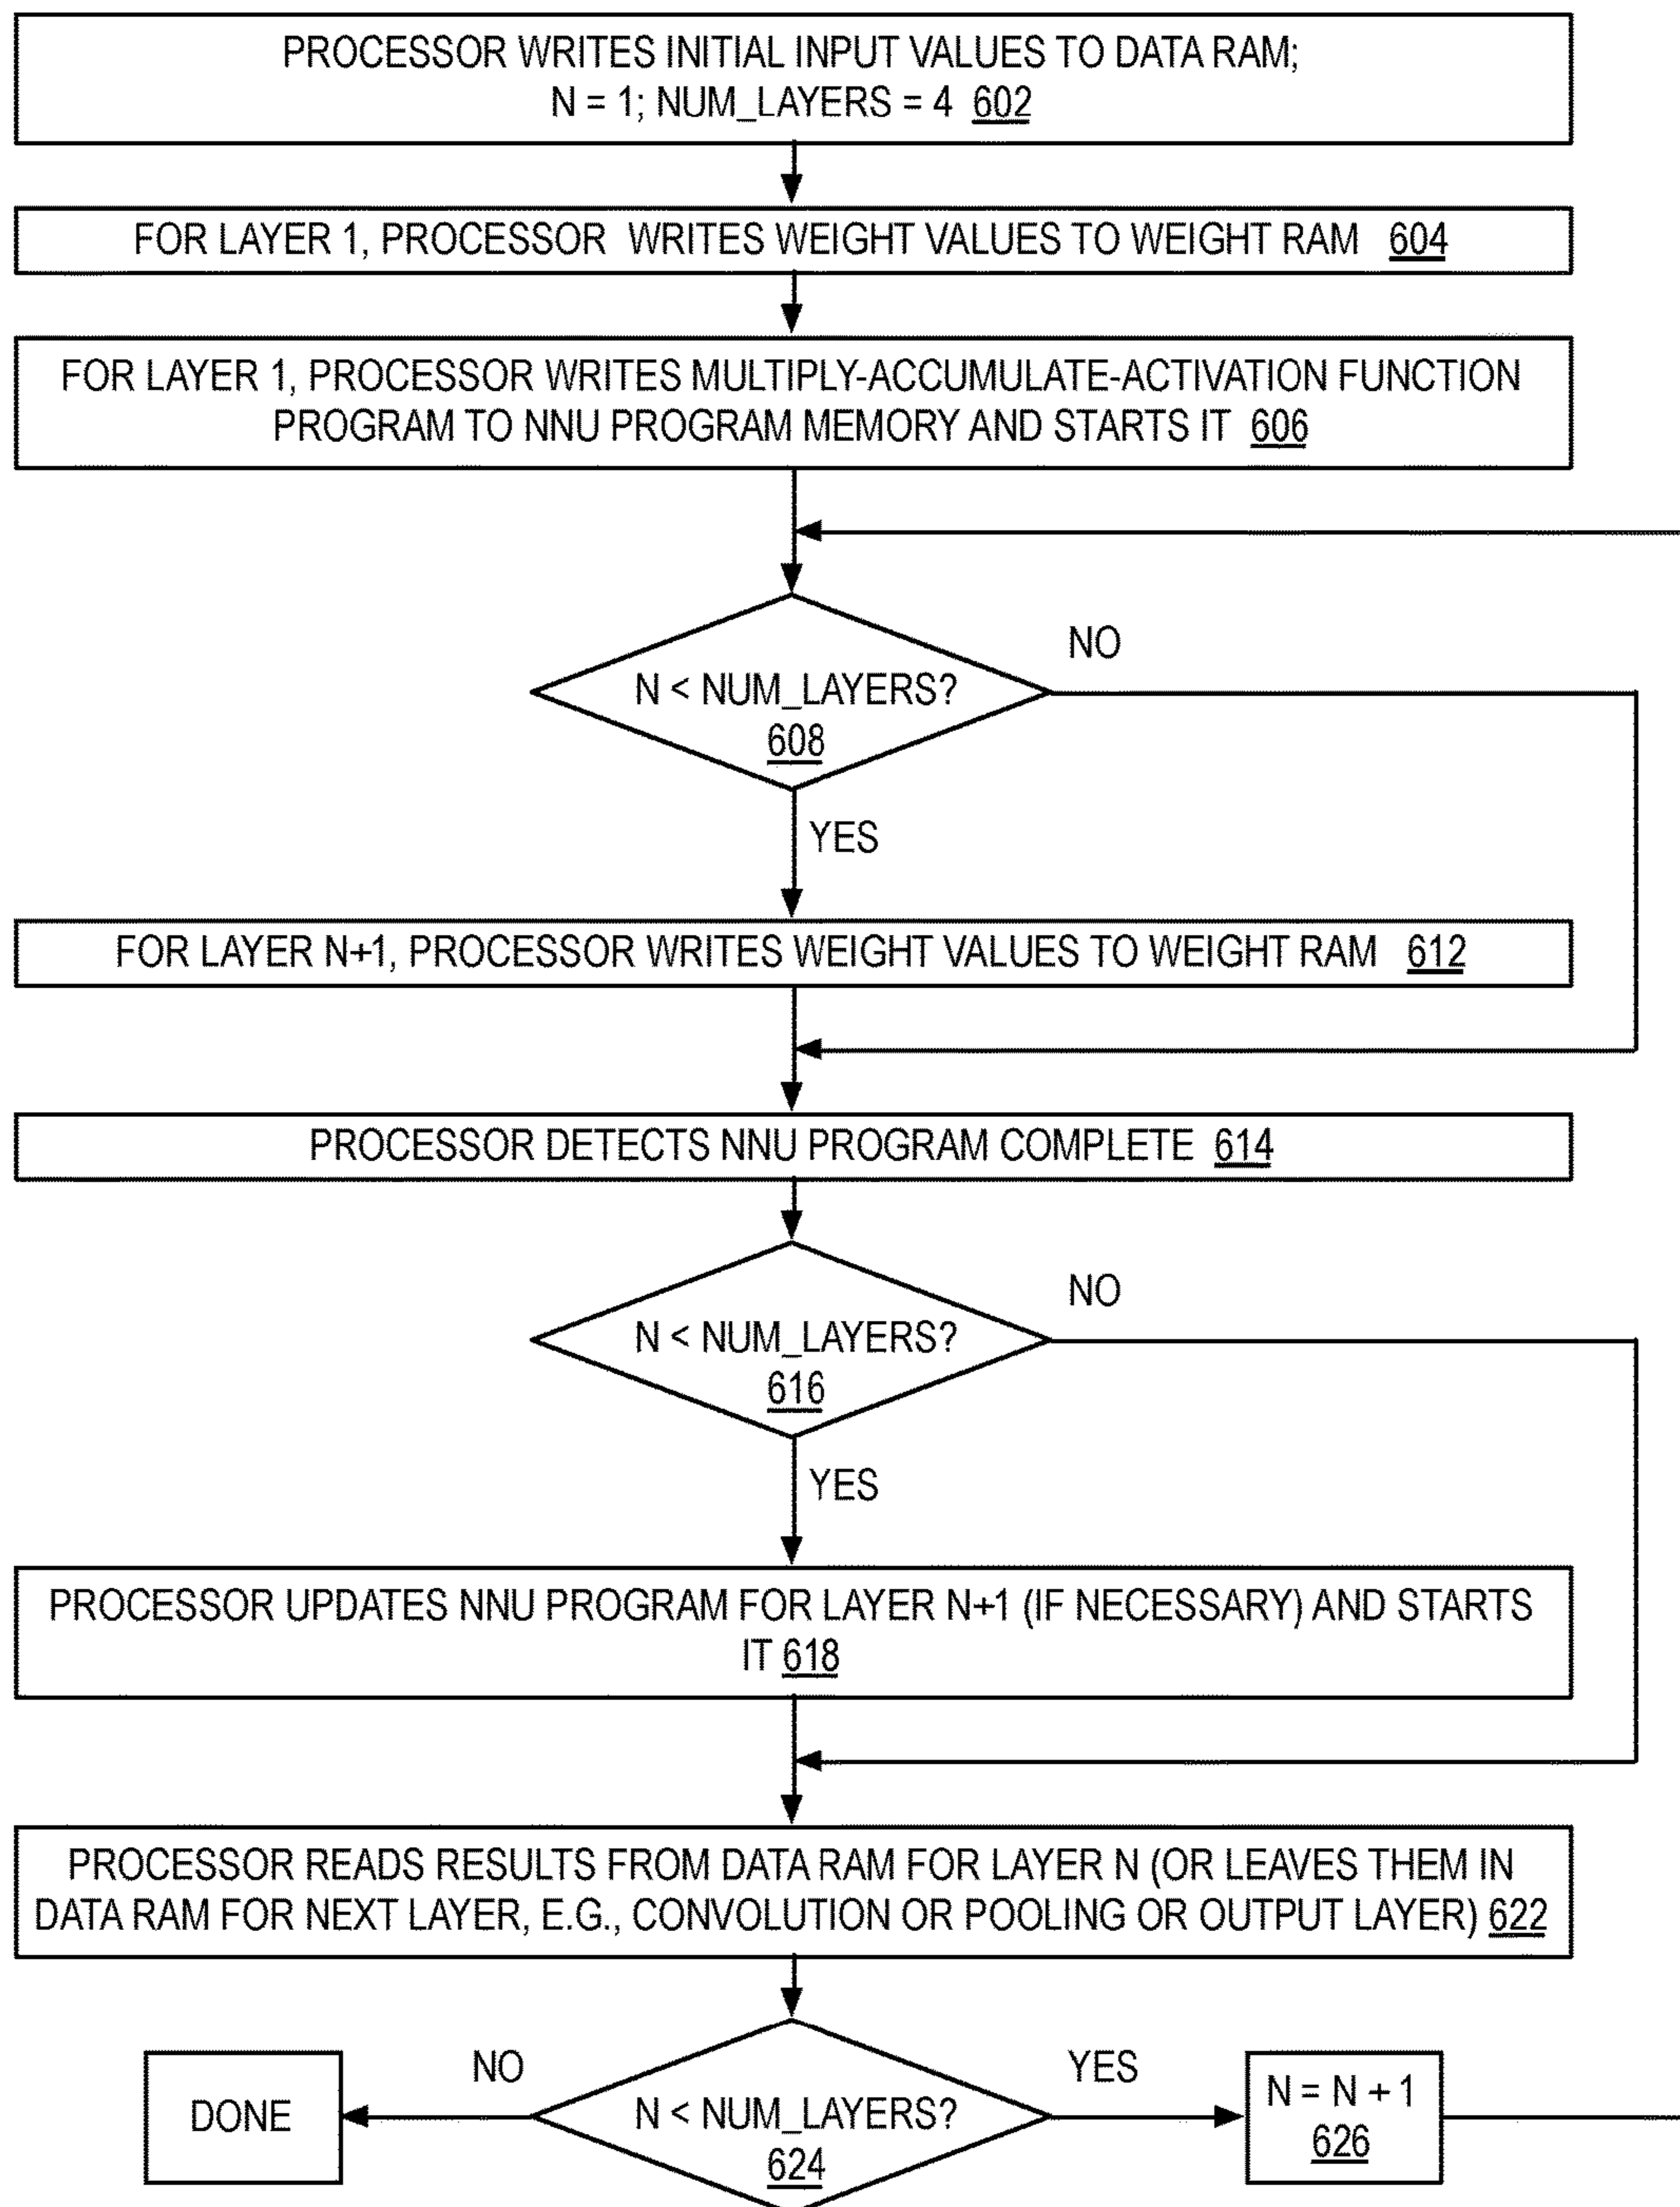 PROCESSOR WRITES INITIAL INPUT VALUES TO DATA RAM;
N = 1; NUM_LAYERS = 4 602
FOR LAYER 1, PROCESSOR WRITES WEIGHT VALUES TO WEIGHT RAM 604
FOR LAYER 1, PROCESSOR WRITES MULTIPLY-ACCUMULATE-ACTIVATION FUNCTION
PROGRAM TO NNU PROGRAM MEMORY AND STARTS IT 606
NO
N < NUM_LAYERS?
608
YES
FOR LAYER N+1, PROCESSOR WRITES WEIGHT VALUES TO WEIGHT RAM 612
PROCESSOR DETECTS NNU PROGRAM COMPLETE 614
NO
N < NUM_LAYERS?
616
YES
PROCESSOR UPDATES NNU PROGRAM FOR LAYER N+1 (IF NECESSARY) AND STARTS
IT 618
PROCESSOR READS RESULTS FROM DATA RAM FOR LAYER N (OR LEAVES THEM IN
DATA RAM FOR NEXT LAYER, E.G., CONVOLUTION OR POOLING OR OUTPUT LAYER) 622
NO
YES
DONE
N < NUM_LAYERS?
624
N = N + 1
626